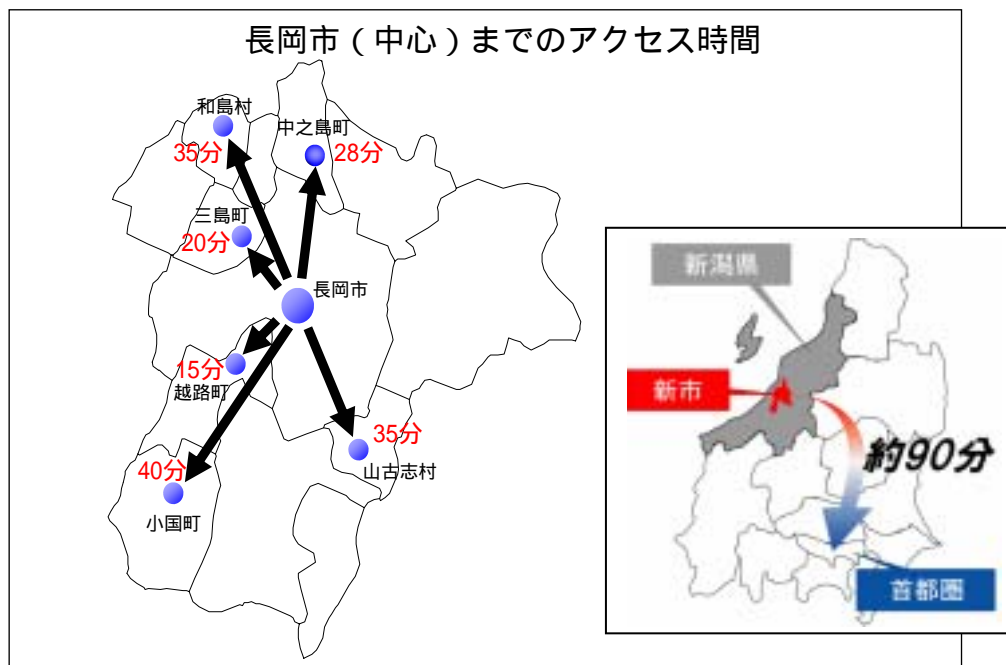 長岡市（中心）までのアクセス時間
和島村
35分
中之島町
28分
三島町
20分
長岡市
15分
越路町
35分
山古志村
40分
小国町
新潟県
新市
約90分
首都圏